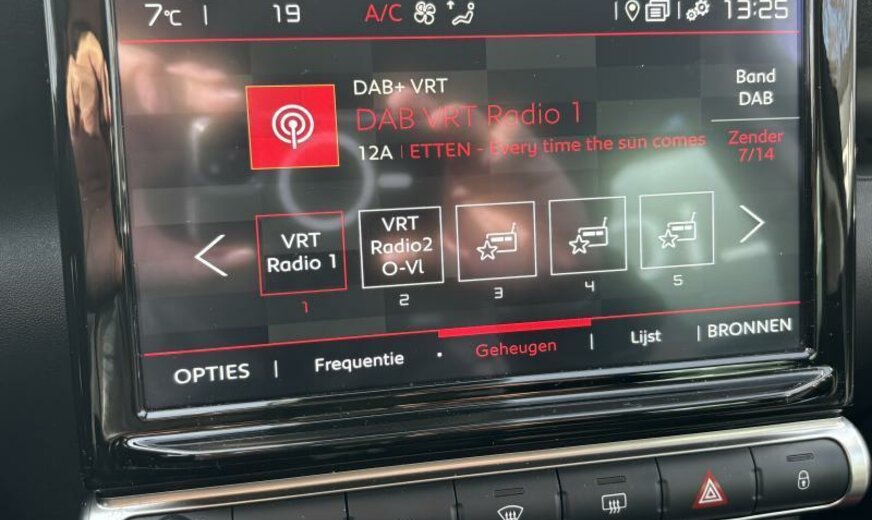 7°C | 19 A/C 13:25
DAB+ VRT
DAB VRT Radio 1
12A | ETTEN - Every time the sun comes
Band
DAB
Zender
7/14
VRT
Radio 1
1
VRT
Radio2
O-Vl
2
3
4
5
OPTIES | Frequentie · Geheugen | Lijst | BRONNEN